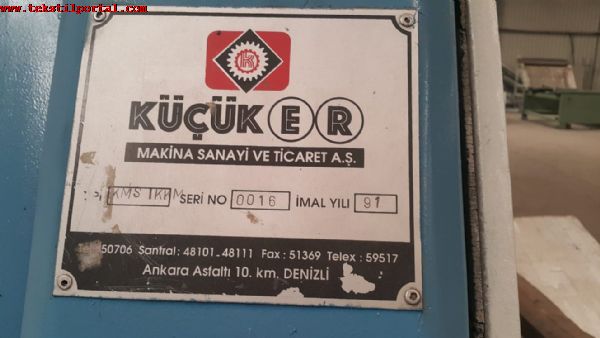 www.tekstilportal.com
KÜÇÜKER
MAKİNA SANAYİ VE TİCARET A.Ş.
SERI NO 0016 İMAL YILI 91
50706 Santral: 48101-48111 Fax: 51369 Telex: 59517
Ankara Asfaltı 10. km. DENİZLİ